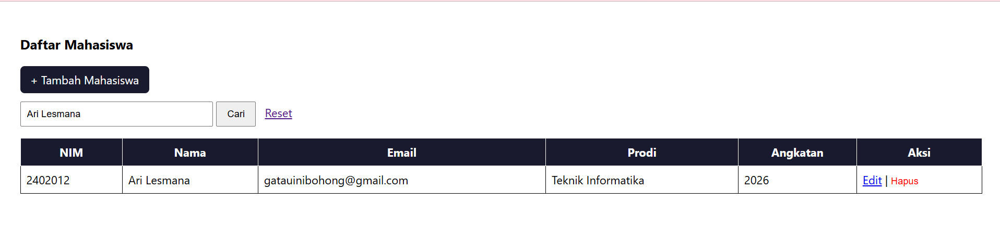 Daftar Mahasiswa
+ Tambah Mahasiswa
Ari Lesmana Cari Reset
NIM Nama Email Prodi Angkatan Aksi
2402012 Ari Lesmana gatauinibohong@gmail.com Teknik Informatika 2026 Edit | Hapus